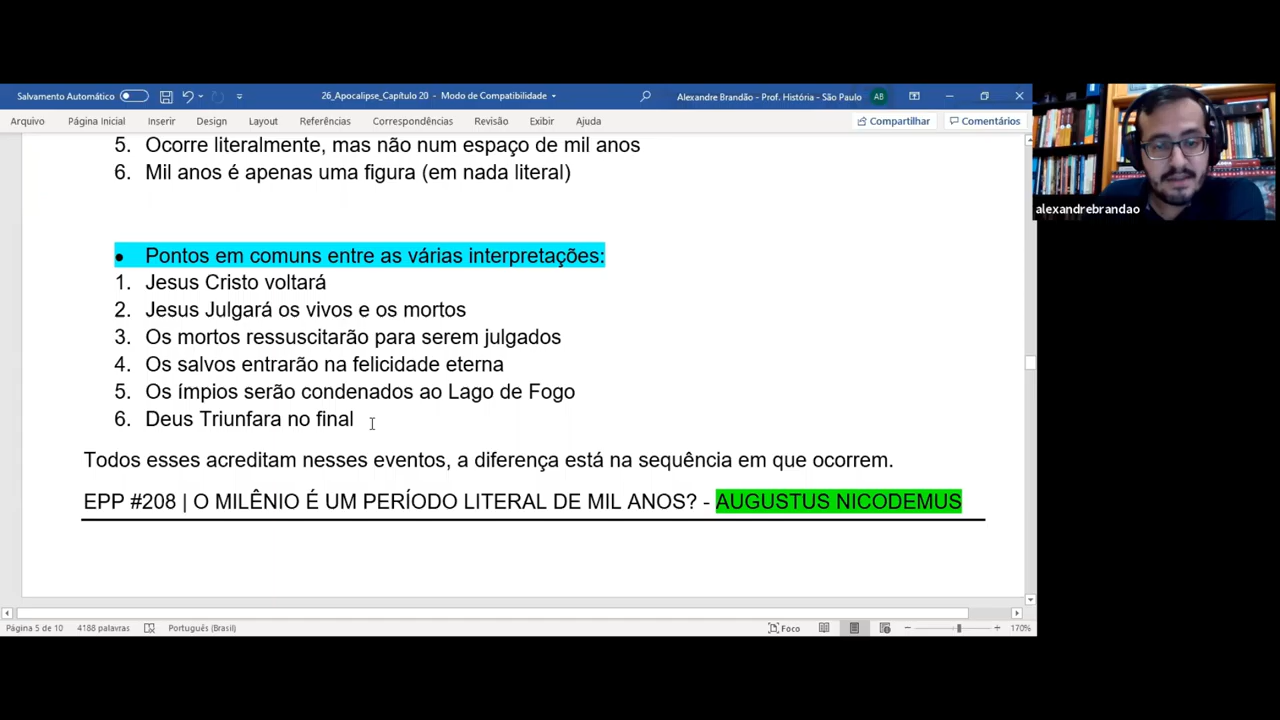 Salvamento Automático
26_Apocalipse_Capítulo 20 - Modo de Compatibilidade
Alexandre Brandão - Prof. História - São Paulo AB
Arquivo Página Inicial Inserir Design Layout Referências Correspondências Revisão Exibir Ajuda Compartilhar Comentários
5. Ocorre literalmente, mas não num espaço de mil anos
6. Mil anos é apenas uma figura (em nada literal)
alexandrebrandao
• Pontos em comuns entre as várias interpretações:
1. Jesus Cristo voltará
2. Jesus Julgará os vivos e os mortos
3. Os mortos ressuscitarão para serem julgados
4. Os salvos entrarão na felicidade eterna
5. Os ímpios serão condenados ao Lago de Fogo
6. Deus Triunfara no final
Todos esses acreditam nesses eventos, a diferença está na sequência em que ocorrem.
EPP #208 | O MILÊNIO É UM PERÍODO LITERAL DE MIL ANOS? - AUGUSTUS NICODEMUS
Página 5 de 10 4188 palavras Português (Brasil) Foco 170%